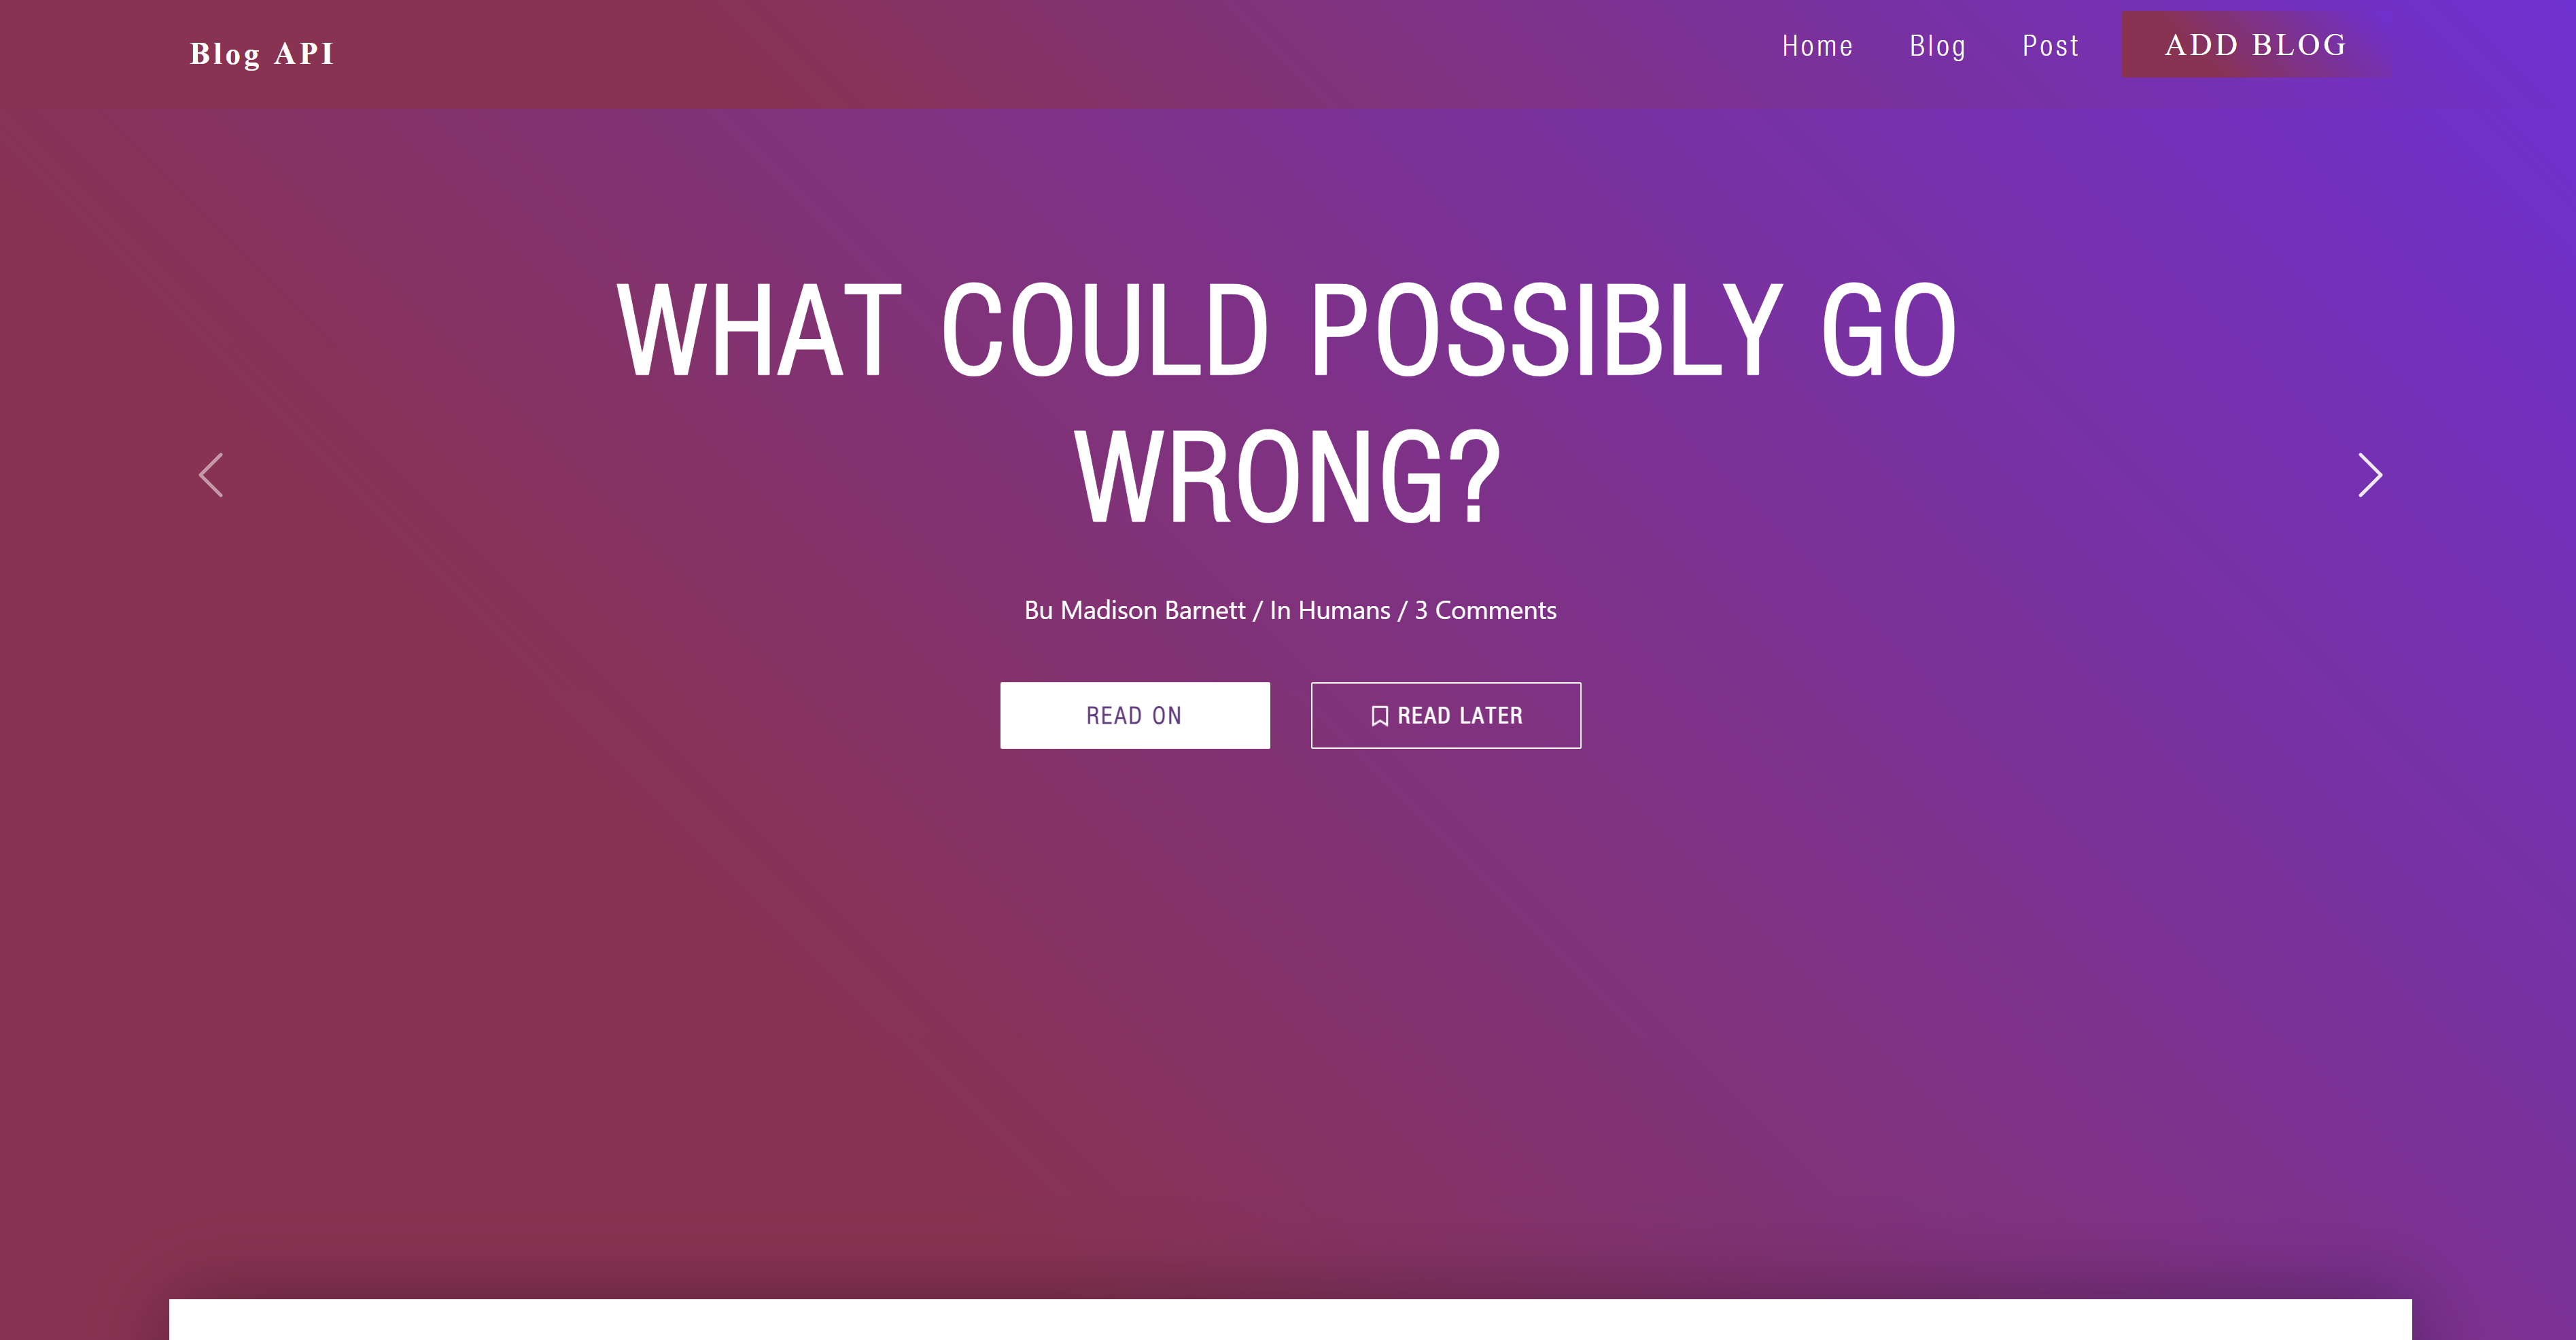 Blog API
Home Blog Post ADD BLOG
WHAT COULD POSSIBLY GO
WRONG?
Bu Madison Barnett / In Humans / 3 Comments
READ ON
READ LATER